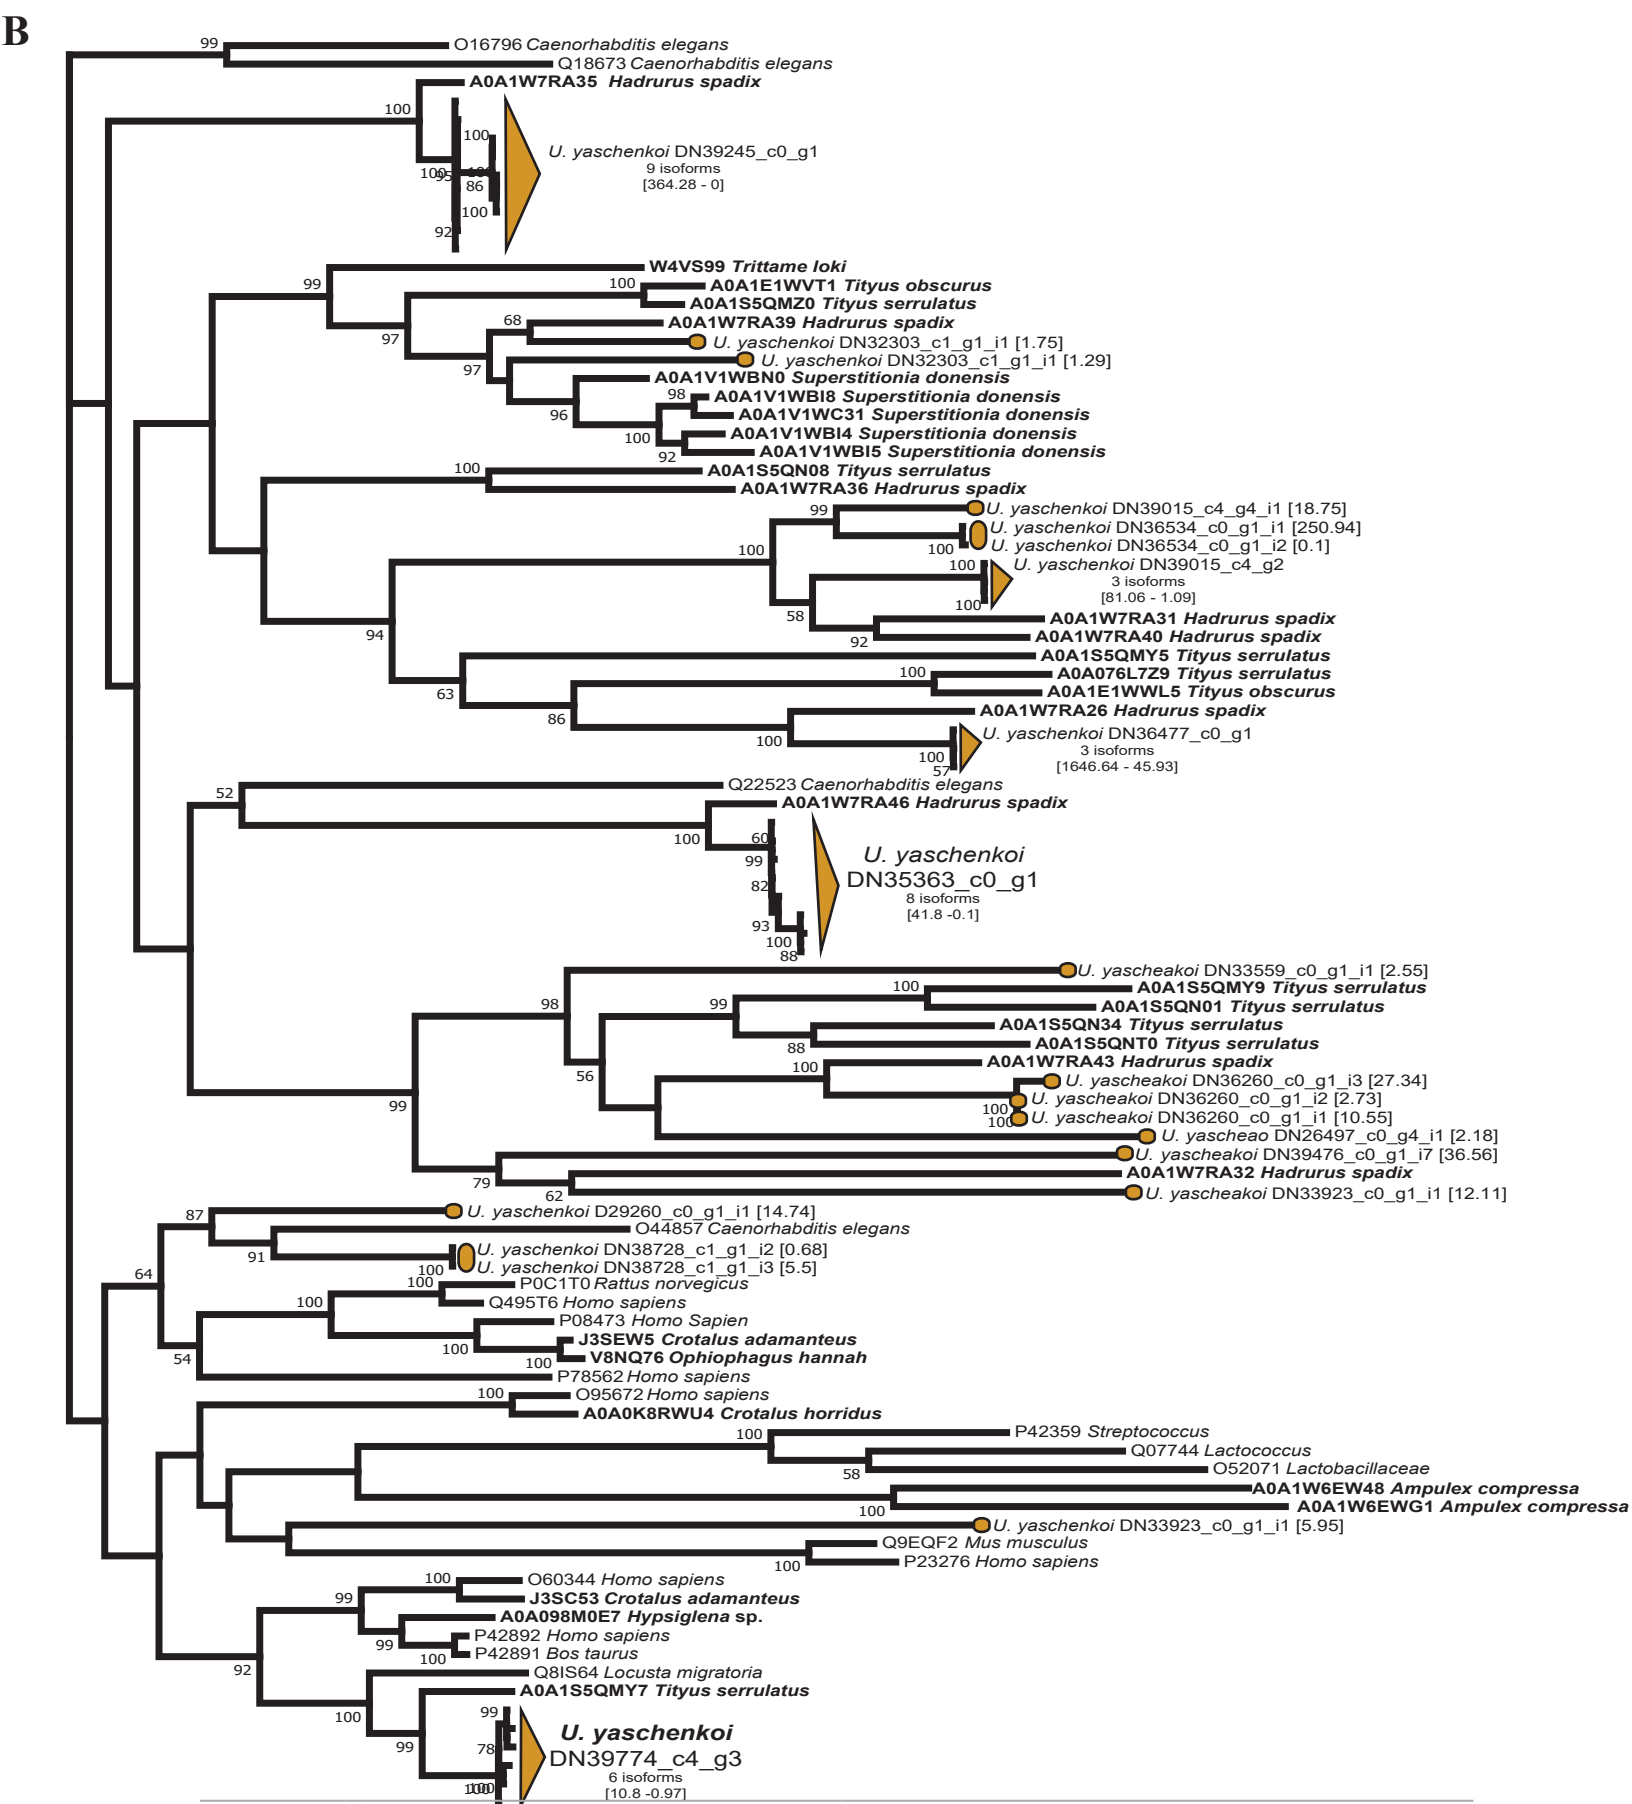 B
99
O16796 Caenorhabditis elegans
Q18673 Caenorhabditis elegans
A0A1W7RA35 Hadrurus spadix
100
100
U. yaschenkoi DN39245_c0_g1
9 isoforms
100
86
[364.28 - 0]
100
92
W4VS99 Trittame loki
99
100
A0A1E1WVT1 Tityus obscurus
A0A1S5QMZ0 Tityus serrulatus
68
A0A1W7RA39 Hadrurus spadix
97
U. yaschenkoi DN32303_c1_g1_i1 [1.75]
U. yaschenkoi DN32303_c1_g1_i1 [1.29]
97
A0A1V1WBN0 Superstitionia donensis
98
A0A1V1WBI8 Superstitionia donensis
96
A0A1V1WC31 Superstitionia donensis
A0A1V1WBI4 Superstitionia donensis
100
A0A1V1WBI5 Superstitionia donensis
92
100
A0A1S5QN08 Tityus serrulatus
A0A1W7RA36 Hadrurus spadix
99
U. yaschenkoi DN39015_c4_g4_i1 [18.75]
U. yaschenkoi DN36534_c0_g1_i1 [250.94]
100
100
U. yaschenkoi DN36534_c0_g1_i2 [0.1]
100
U. yaschenkoi DN39015_c4_g2
3 isoforms
[81.06 - 1.09]
100
58
A0A1W7RA31 Hadrurus spadix
94
92
A0A1W7RA40 Hadrurus spadix
A0A1S5QMY5 Tityus serrulatus
100
A0A076L7Z9 Tityus serrulatus
63
A0A1E1WWL5 Tityus obscurus
86
A0A1W7RA26 Hadrurus spadix
100
U. yaschenkoi DN36477_c0_g1
3 isoforms
100
[1646.64 - 45.93]
57
Q22523 Caenorhabditis elegans
52
A0A1W7RA46 Hadrurus spadix
100
60
U. yaschenkoi
99
DN35363_c0_g1
82
8 isoforms
[41.8 -0.1]
93
100
88
U. yascheakoi DN33559_c0_g1_i1 [2.55]
100
A0A1S5QMY9 Tityus serrulatus
98
99
A0A1S5QN01 Tityus serrulatus
A0A1S5QN34 Tityus serrulatus
88
A0A1S5QNT0 Tityus serrulatus
100
A0A1W7RA43 Hadrurus spadix
56
U. yascheakoi DN36260_c0_g1_i3 [27.34]
99
U. yascheakoi DN36260_c0_g1_i2 [2.73]
100
U. yascheakoi DN36260_c0_g1_i1 [10.55]
100
U. yascheao DN26497_c0_g4_i1 [2.18]
U. yascheakoi DN39476_c0_g1_i7 [36.56]
79
A0A1W7RA32 Hadrurus spadix
62
U. yascheakoi DN33923_c0_g1_i1 [12.11]
87
U. yaschenkoi D29260_c0_g1_i1 [14.74]
O44857 Caenorhabditis elegans
91
U. yaschenkoi DN38728_c1_g1_i2 [0.68]
100
U. yaschenkoi DN38728_c1_g1_i3 [5.5]
64
100
P0C1T0 Rattus norvegicus
100
Q495T6 Homo sapiens
P08473 Homo Sapien
100
J3SEW5 Crotalus adamanteus
54
100
V8NQ76 Ophiophagus hannah
P78562 Homo sapiens
100
O95672 Homo sapiens
A0A0K8RWU4 Crotalus horridus
100
P42359 Streptococcus
Q07744 Lactococcus
58
O52071 Lactobacillaceae
A0A1W6EW48 Ampulex compressa
100
A0A1W6EWG1 Ampulex compressa
U. yaschenkoi DN33923_c0_g1_i1 [5.95]
Q9EQF2 Mus musculus
100
P23276 Homo sapiens
100
O60344 Homo sapiens
99
J3SC53 Crotalus adamanteus
A0A098M0E7 Hypsiglena sp.
99
P42892 Homo sapiens
100
P42891 Bos taurus
92
Q8IS64 Locusta migratoria
A0A1S5QMY7 Tityus serrulatus
100
99
U. yaschenkoi
99
78
DN39774_c4_g3
6 isoforms
100
[10.8 -0.97]